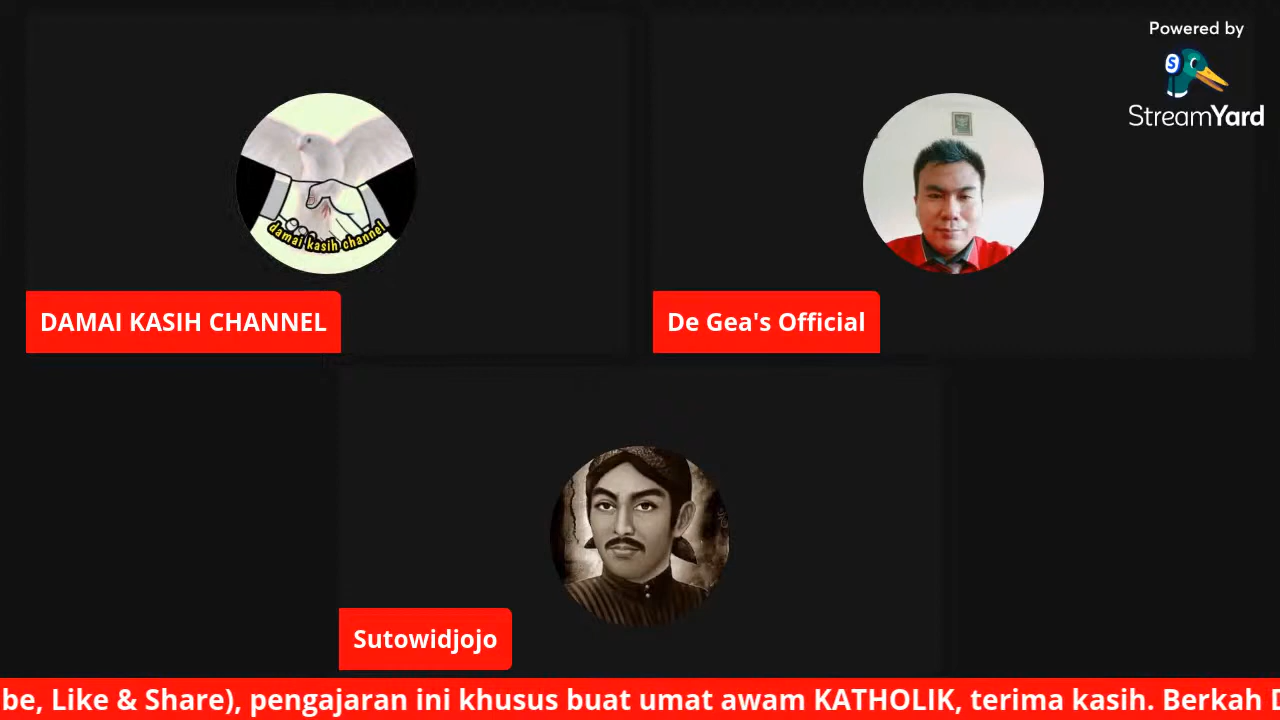 Powered by
StreamYard
damai kasih channel
DAMAI KASIH CHANNEL
De Gea's Official
Sutowidjojo
be, Like & Share), pengajaran ini khusus buat umat awam KATHOLIK, terima kasih. Berkah